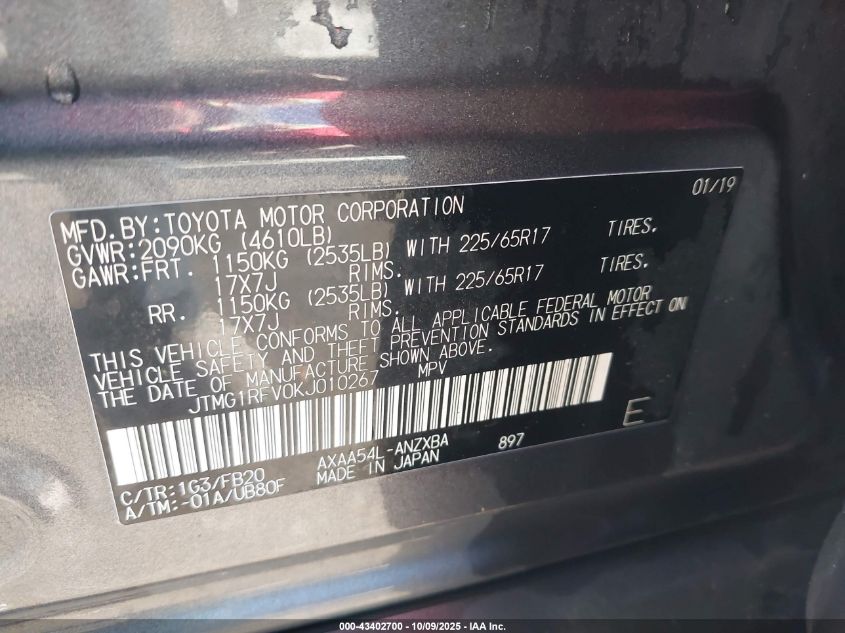 01/19
MFD.BY:TOYOTA MOTOR CORPORATION
GVWR:2090KG (4610LB)
GAWR:FRT. 1150KG (2535LB) WITH 225/65R17 TIRES.
17X7J RIMS.
RR. 1150KG (2535LB) WITH 225/65R17 TIRES.
17X7J RIMS.
THIS VEHICLE CONFORMS TO ALL APPLICABLE FEDERAL MOTOR
VEHICLE SAFETY AND THEFT PREVENTION STANDARDS IN EFFECT ON
THE DATE OF MANUFACTURE SHOWN ABOVE.
JTMG1RFV0KJ010267 MPV
E
C/TR:1G3/FB20 AXAA54L-ANZXBA 897
A/TM:-01A/UB80F MADE IN JAPAN
000-43402700 - 10/09/2025 - IAA Inc.